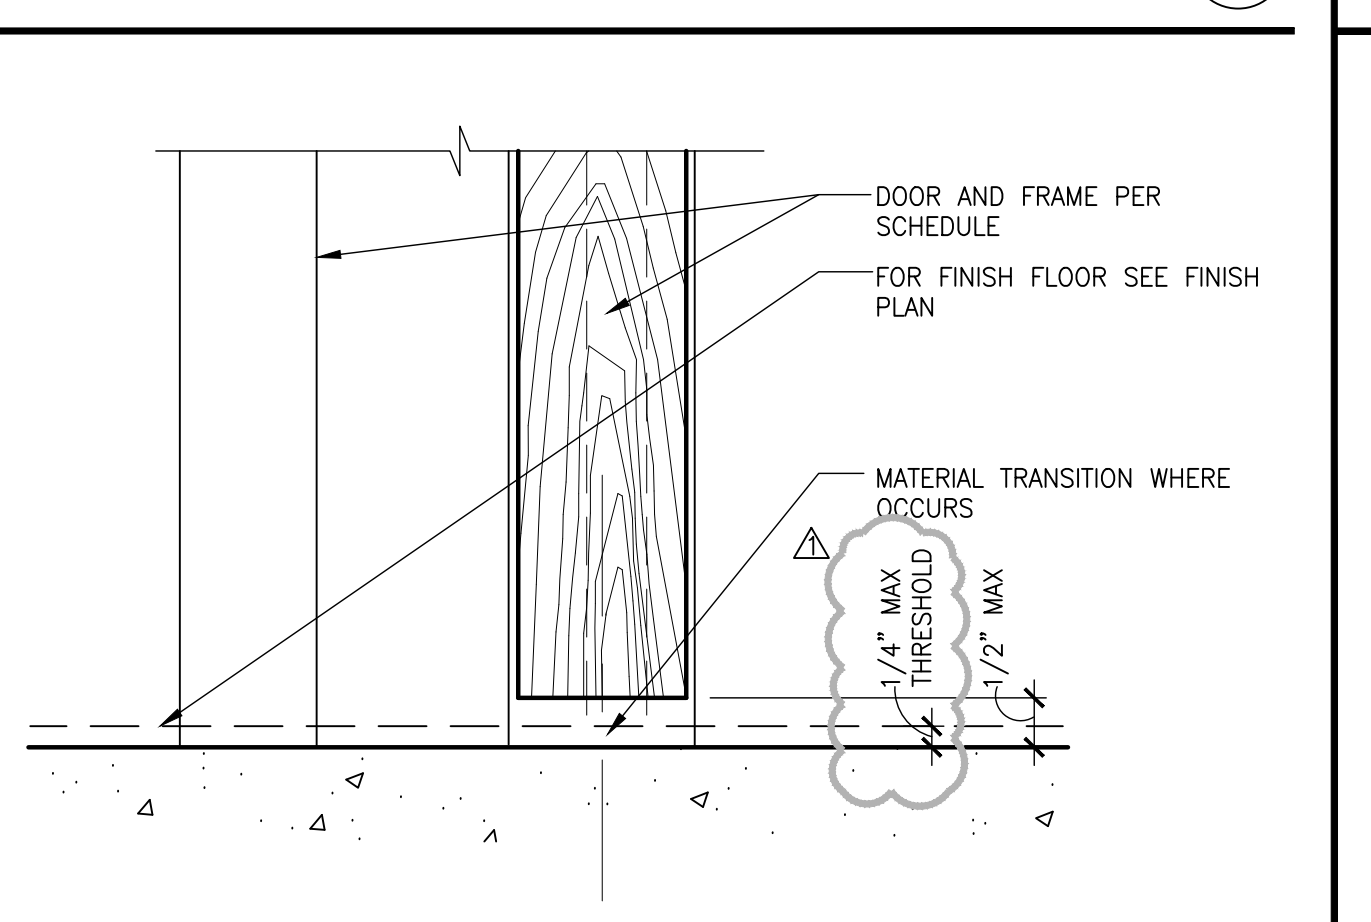 DOOR AND FRAME PER
SCHEDULE
FOR FINISH FLOOR SEE FINISH
PLAN
MATERIAL TRANSITION WHERE
OCCURS
1
1/4" MAX
THRESHOLD
1/2" MAX